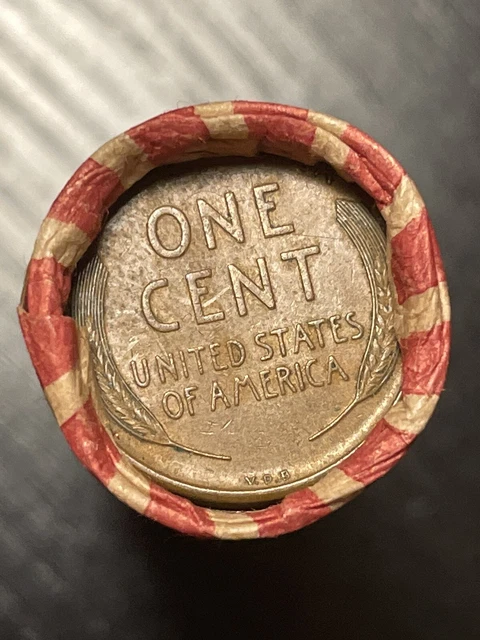 ONE
CENT
UNITED STATES
OF AMERICA
V.D.B